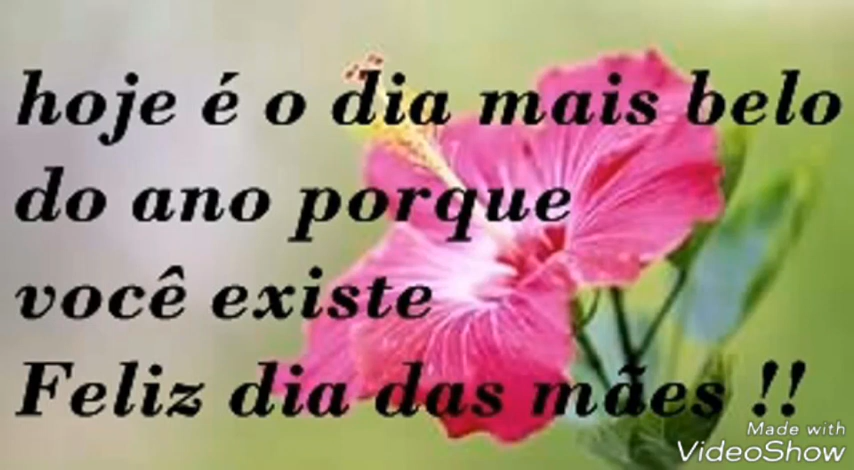 hoje é o dia mais belo
do ano porque
você existe
Feliz dia das mães !!
Made with
VideoShow